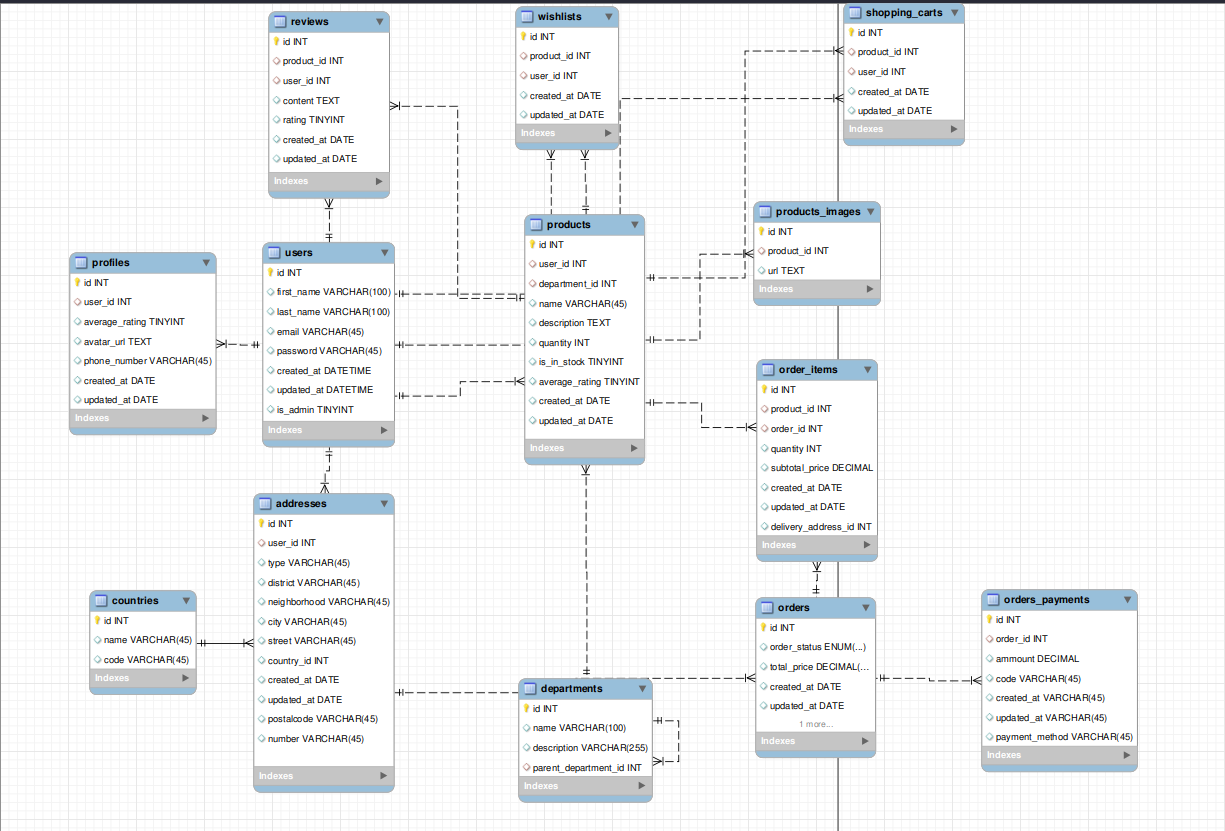 reviews
id INT
product_id INT
user_id INT
content TEXT
rating TINYINT
created_at DATE
updated_at DATE
Indexes
wishlists
id INT
product_id INT
user_id INT
created_at DATE
updated_at DATE
Indexes
shopping_carts
id INT
product_id INT
user_id INT
created_at DATE
updated_at DATE
Indexes
profiles
id INT
user_id INT
average_rating TINYINT
avatar_url TEXT
phone_number VARCHAR(45)
created_at DATE
updated_at DATE
Indexes
users
id INT
first_name VARCHAR(100)
last_name VARCHAR(100)
email VARCHAR(45)
password VARCHAR(45)
created_at DATETIME
updated_at DATETIME
is_admin TINYINT
Indexes
products
id INT
user_id INT
department_id INT
name VARCHAR(45)
description TEXT
quantity INT
is_in_stock TINYINT
average_rating TINYINT
created_at DATE
updated_at DATE
Indexes
products_images
id INT
product_id INT
url TEXT
Indexes
order_items
id INT
product_id INT
order_id INT
quantity INT
subtotal_price DECIMAL
created_at DATE
updated_at DATE
delivery_address_id INT
Indexes
countries
id INT
name VARCHAR(45)
code VARCHAR(45)
Indexes
addresses
id INT
user_id INT
type VARCHAR(45)
district VARCHAR(45)
neighborhood VARCHAR(45)
city VARCHAR(45)
street VARCHAR(45)
country_id INT
created_at DATE
updated_at DATE
postalcode VARCHAR(45)
number VARCHAR(45)
Indexes
departments
id INT
name VARCHAR(100)
description VARCHAR(255)
parent_department_id INT
Indexes
orders
id INT
order_status ENUM(...)
total_price DECIMAL(...
created_at DATE
updated_at DATE
1 more...
Indexes
orders_payments
id INT
order_id INT
ammount DECIMAL
code VARCHAR(45)
created_at VARCHAR(45)
updated_at VARCHAR(45)
payment_method VARCHAR(45)
Indexes